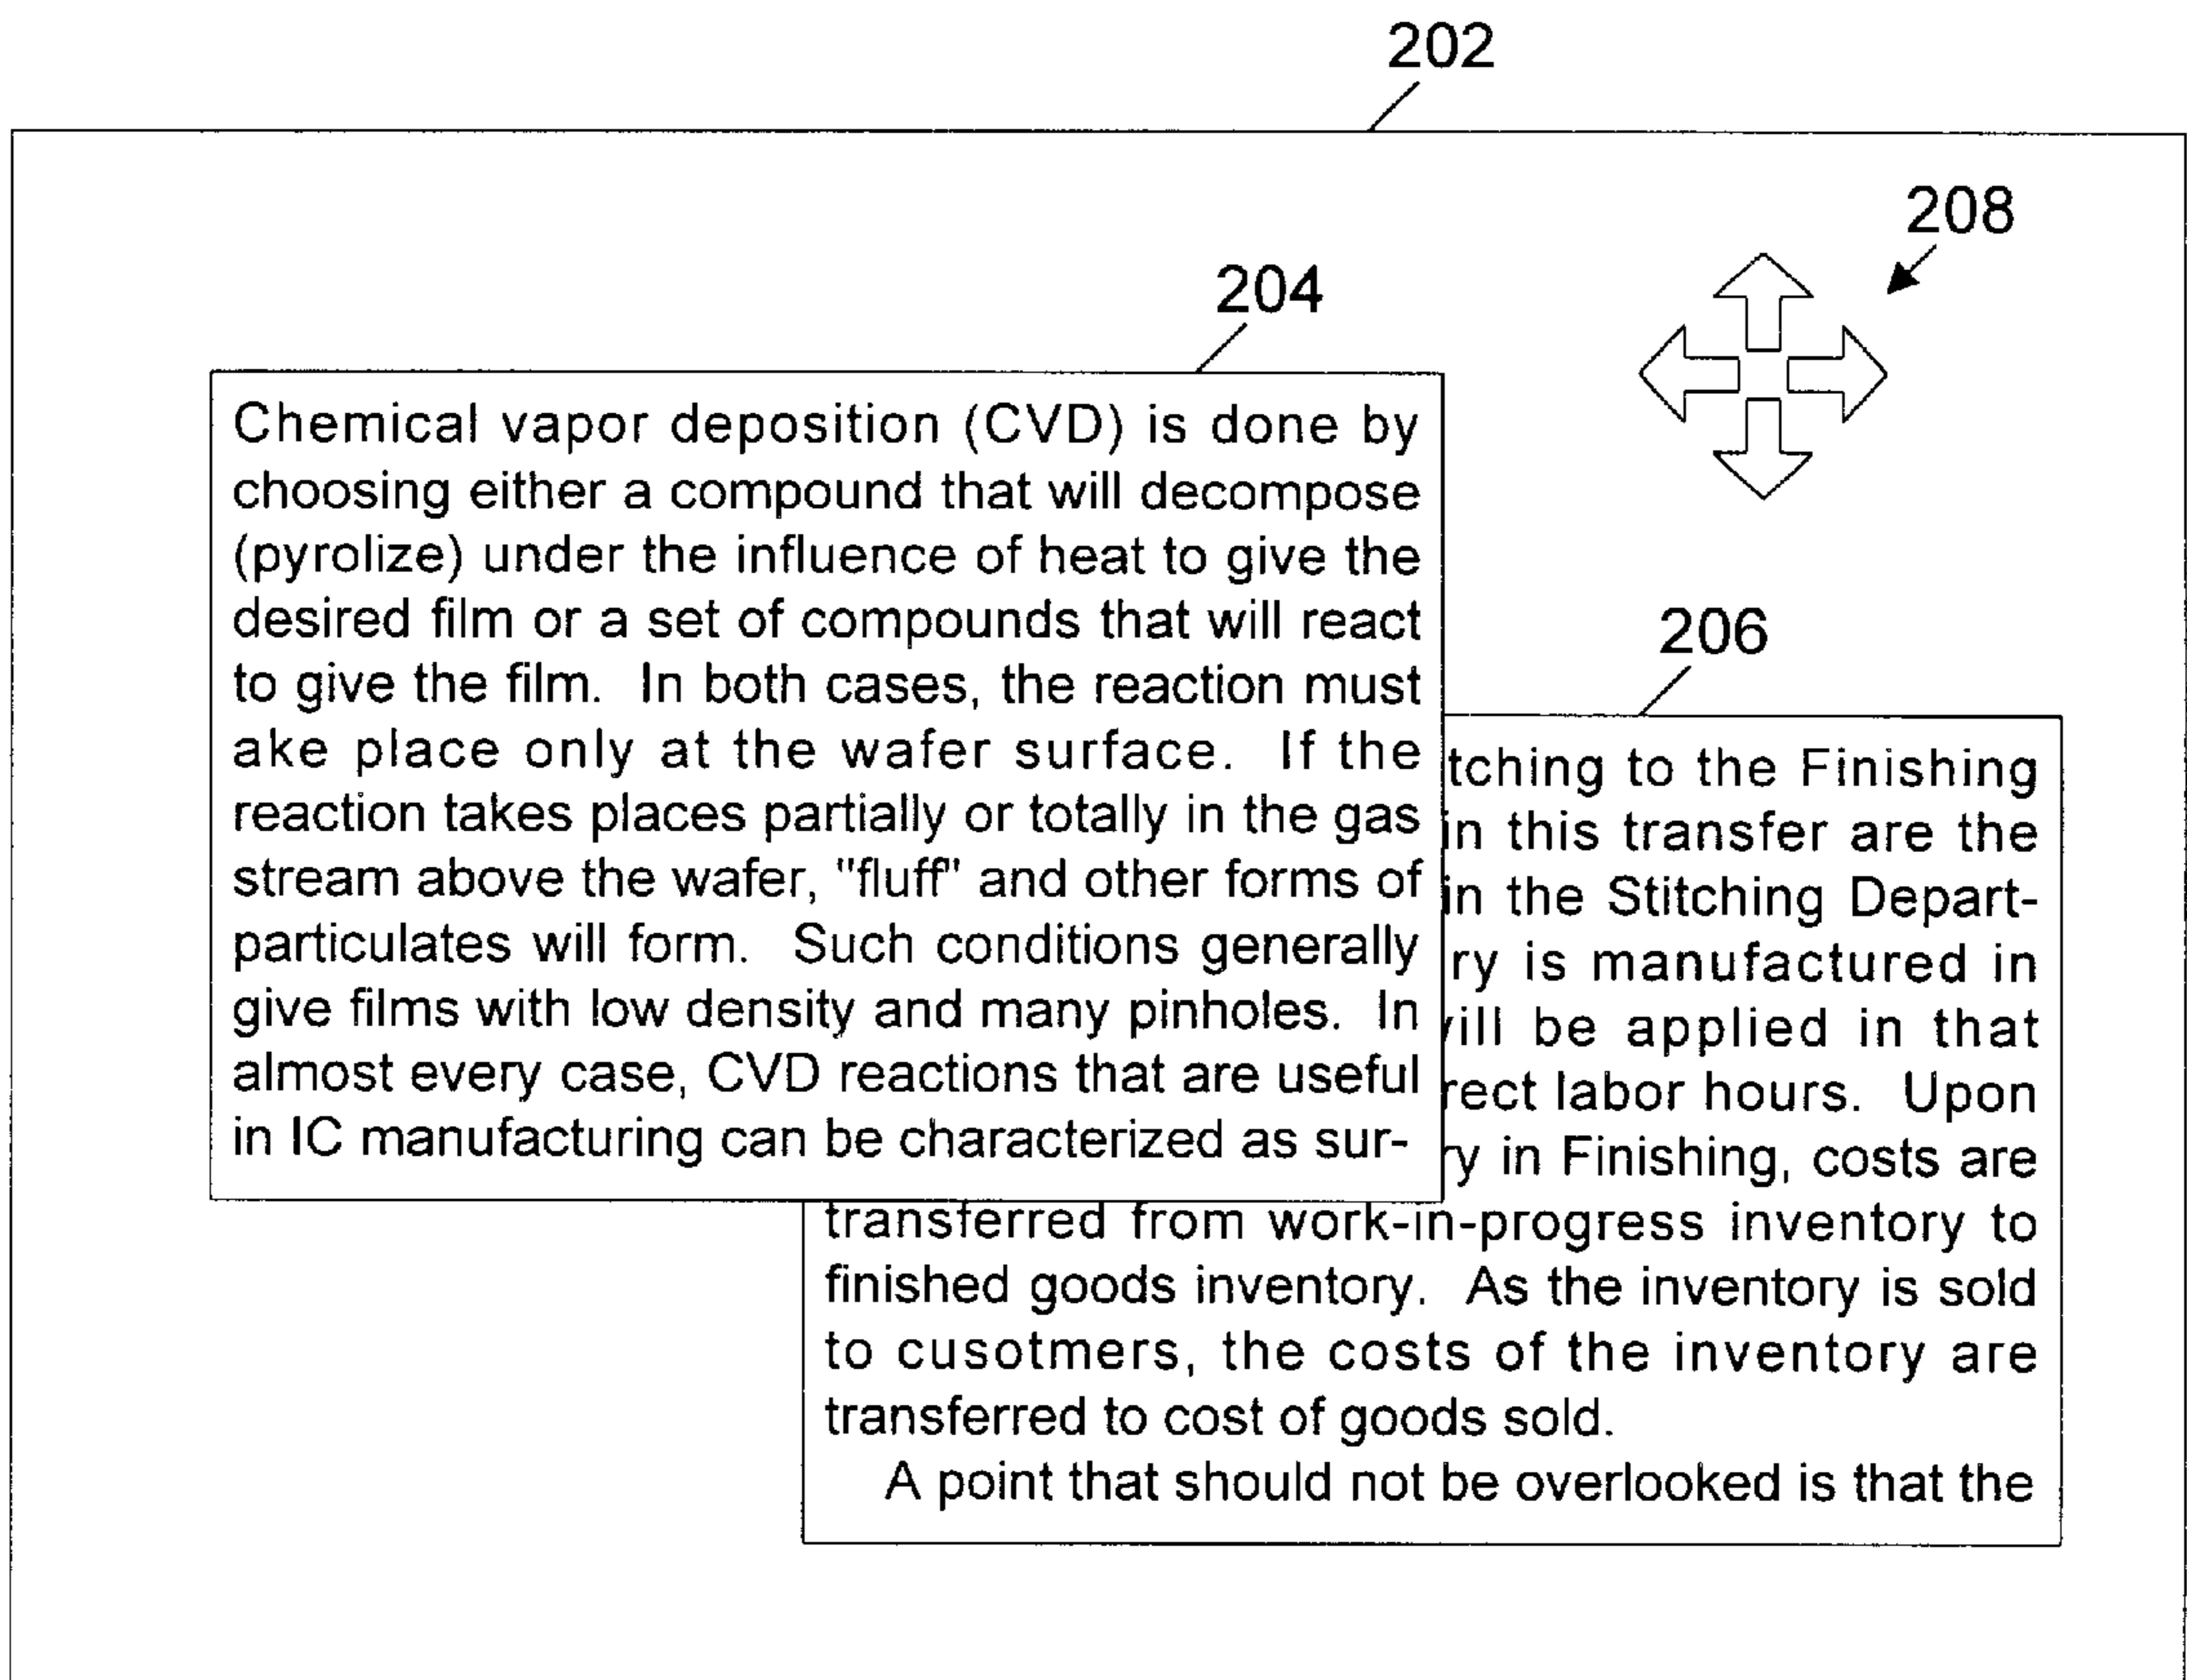 202
208
204
Chemical vapor deposition (CVD) is done by
choosing either a compound that will decompose
(pyrolize) under the influence of heat to give the
desired film or a set of compounds that will react
to give the film. In both cases, the reaction must
ake place only at the wafer surface. If the
reaction takes places partially or totally in the gas
stream above the wafer, "fluff" and other forms of
particulates will form. Such conditions generally
give films with low density and many pinholes. In
almost every case, CVD reactions that are useful
in IC manufacturing can be characterized as sur-
206
tching to the Finishing
in this transfer are the
in the Stitching Depart-
ry is manufactured in
ill be applied in that
rect labor hours. Upon
ry in Finishing, costs are
transferred from work-in-progress inventory to
finished goods inventory. As the inventory is sold
to cusotmers, the costs of the inventory are
transferred to cost of goods sold.
A point that should not be overlooked is that the